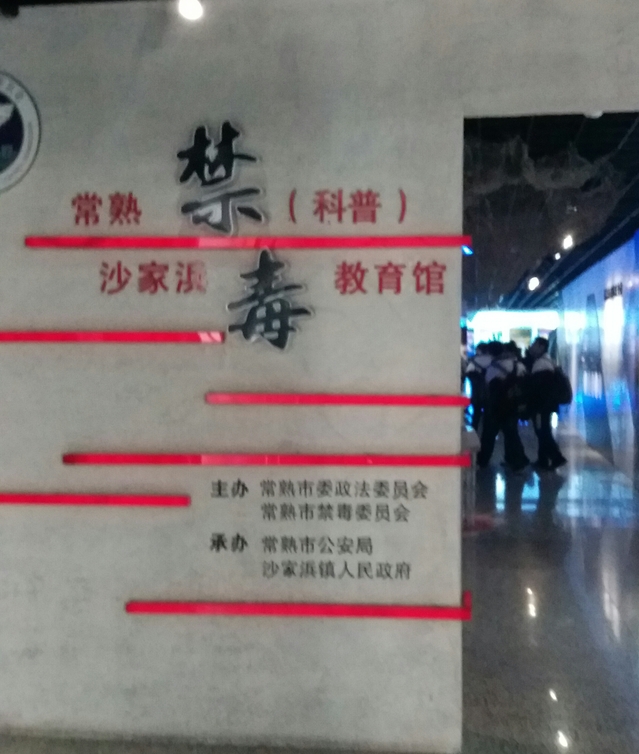 常熟 禁 （科普）
沙家浜 毒 教育馆
主办 常熟市委政法委员会
常熟市禁毒委员会
承办 常熟市公安局
沙家浜镇人民政府